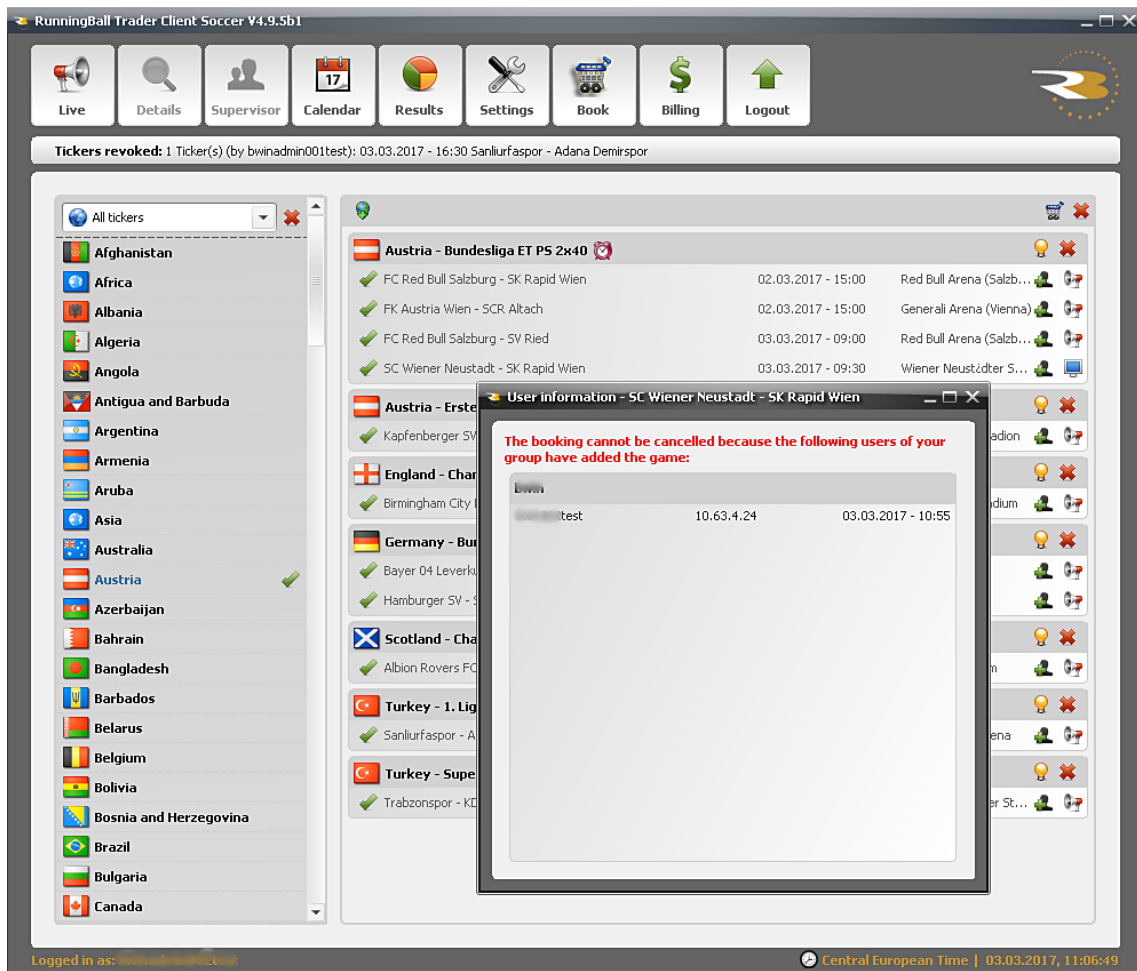 RunningBall Trader Client Soccer V4.9.5b1
Live
Details
Supervisor
17
Calendar
Results
Settings
Book
Billing
Logout
Tickers revoked: 1 Ticker(s) (by bwinadmin001test): 03.03.2017 - 16:30 Sanliurfaspor - Adana Demirspor
All tickers
Afghanistan
Africa
Albania
Algeria
Angola
Antigua and Barbuda
Argentina
Armenia
Aruba
Asia
Australia
Austria
Azerbaijan
Bahrain
Bangladesh
Barbados
Belarus
Belgium
Bolivia
Bosnia and Herzegovina
Brazil
Bulgaria
Canada
Austria - Bundesliga ET PS 2x40
FC Red Bull Salzburg - SK Rapid Wien 02.03.2017 - 15:00 Red Bull Arena (Salzb...
FK Austria Wien - SCR Altach 02.03.2017 - 15:00 Generali Arena (Vienna)
FC Red Bull Salzburg - SV Ried 03.03.2017 - 09:00 Red Bull Arena (Salzb...
SC Wiener Neustadt - SK Rapid Wien 03.03.2017 - 09:30 Wiener Neustädter S...
Austria - Erste
Kapfenberger SV adion
England - Cha
Birmingham City dium
Germany - Bu
Bayer 04 Leverku
Hamburger SV -
Scotland - Cha
Albion Rovers FC
Turkey - 1. Lig
Sanliurfaspor - A ena
Turkey - Supe
Trabzonspor - er St...
User information - SC Wiener Neustadt - SK Rapid Wien
The booking cannot be cancelled because the following users of your
group have added the game:
test 10.63.4.24 03.03.2017 - 10:55
Logged in as:
Central European Time | 03.03.2017, 11:06:49